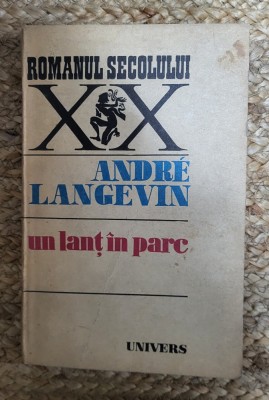 ROMANUL SECOLULUI
XX
ANDRÉ
LANGEVIN
un lanț în parc
UNIVERS